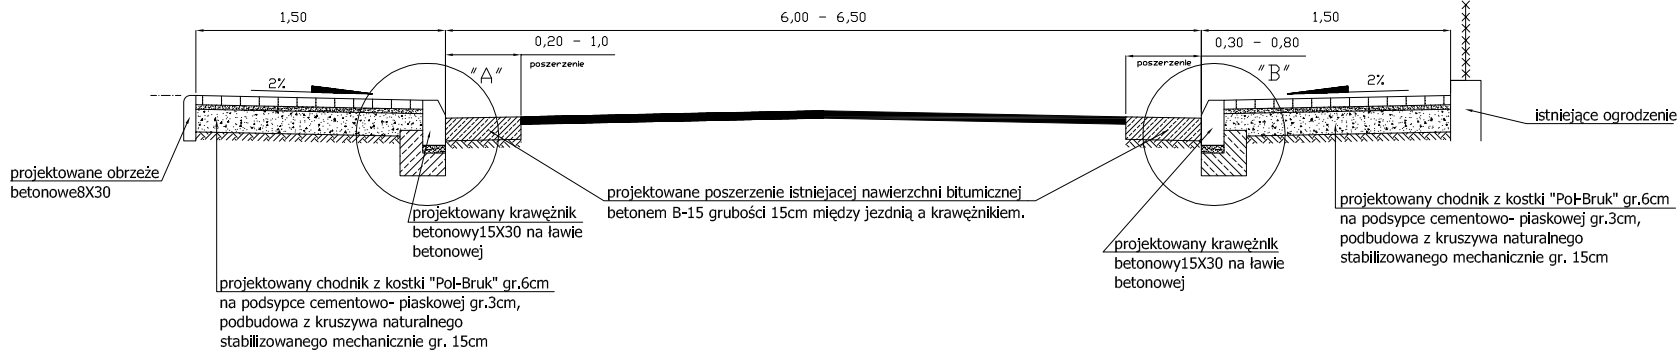 1,50
6,00 - 6,50
1,50
0,20 - 1,0
poszerzenie
"A"
0,30 - 0,80
poszerzenie
"B"
2%
2%
istniejące ogrodzenie
projektowane obrzeże
betonowe8X30
projektowany krawężnik
betonowy15X30 na ławie
betonowej
projektowane poszerzenie istniejacej nawierzchni bitumicznej
betonem B-15 grubości 15cm między jezdnią a krawężnikiem.
projektowany krawężnik
betonowy15X30 na ławie
betonowej
projektowany chodnik z kostki "Pol-Bruk" gr.6cm
na podsypce cementowo- piaskowej gr.3cm,
podbudowa z kruszywa naturalnego
stabilizowanego mechanicznie gr. 15cm
projektowany chodnik z kostki "Pol-Bruk" gr.6cm
na podsypce cementowo- piaskowej gr.3cm,
podbudowa z kruszywa naturalnego
stabilizowanego mechanicznie gr. 15cm